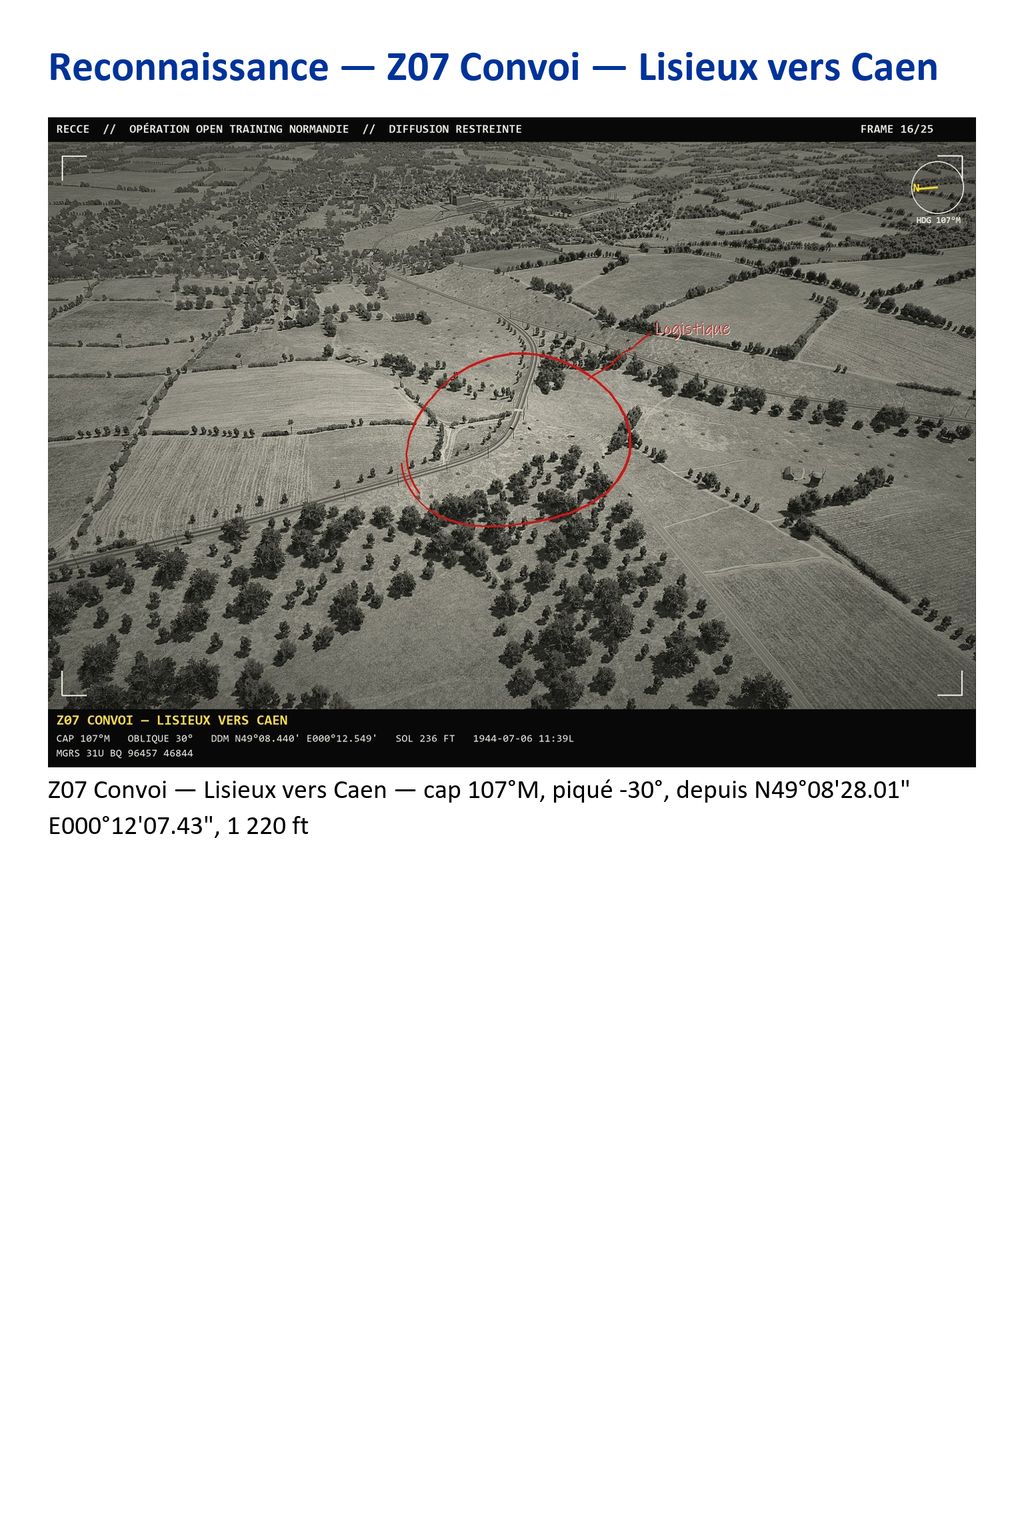 Reconnaissance — Z07 Convoi — Lisieux vers Caen
RECCE // OPÉRATION OPEN TRAINING NORMANDIE // DIFFUSION RESTREINTE FRAME 16/25
N
HDG 107°M
Logistique
Z07 CONVOI — LISIEUX VERS CAEN
CAP 107°M OBLIQUE 30° DDM N49°08.440' E000°12.549' SOL 236 FT 1944-07-06 11:39L
MGRS 31U BQ 96457 46844
Z07 Convoi — Lisieux vers Caen — cap 107°M, piqué -30°, depuis N49°08'28.01"
E000°12'07.43", 1 220 ft